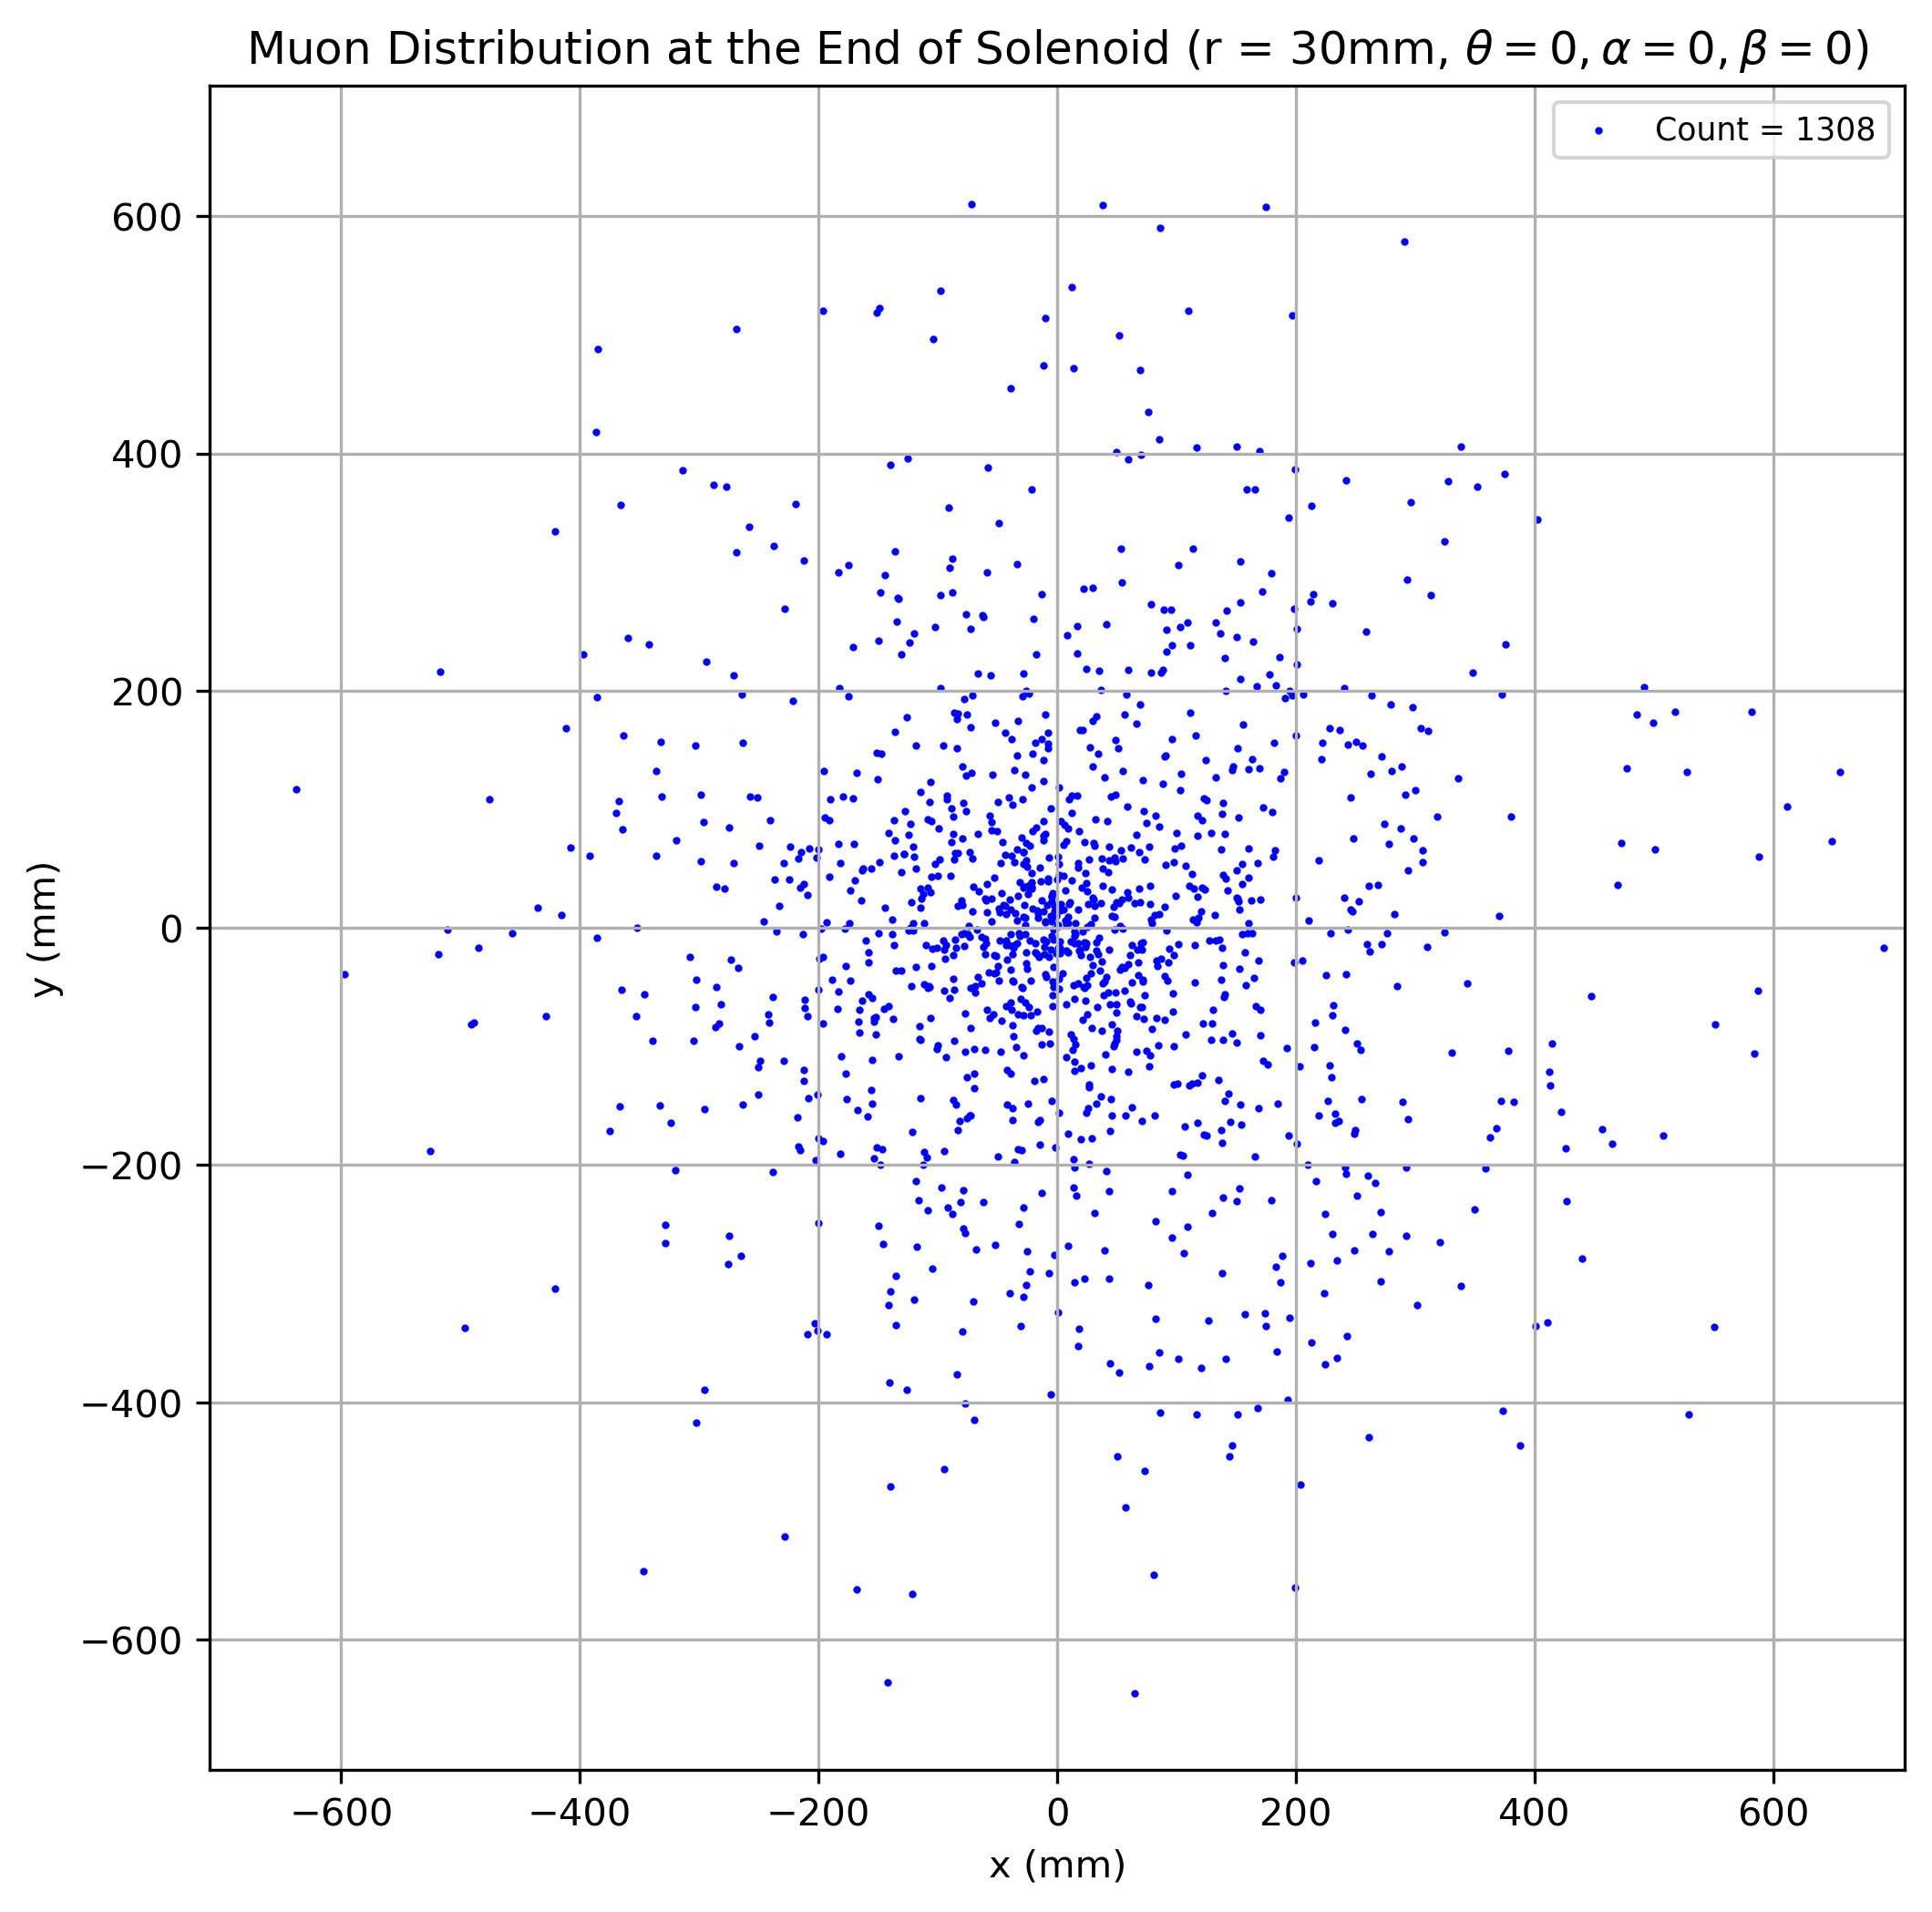 Muon Distribution at the End of Solenoid (r = 30mm, θ = 0, α = 0, β = 0)
Count = 1308
600
400
200
0
−200
−400
−600
y (mm)
−600 −400 −200 0 200 400 600
x (mm)